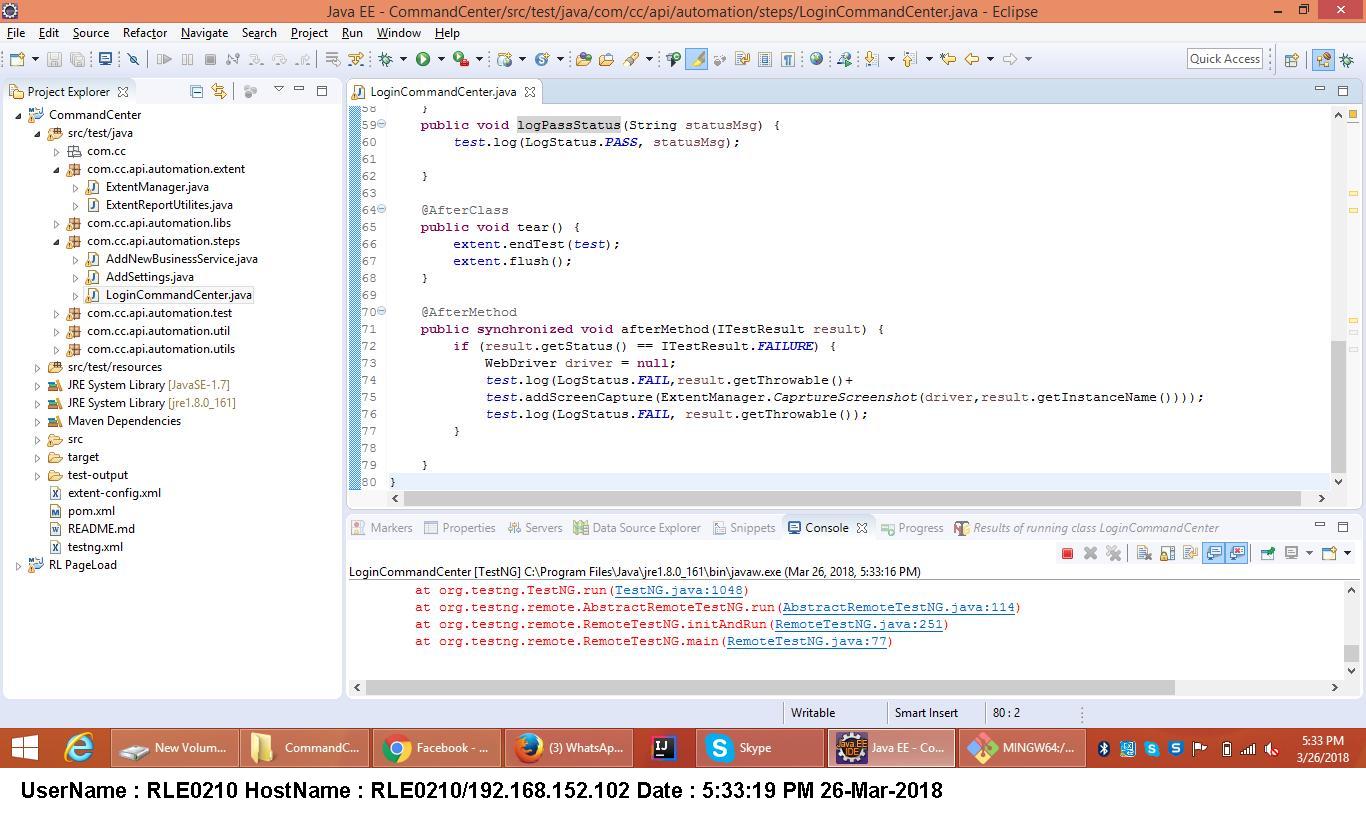 Java EE - CommandCenter/src/test/java/com/cc/api/automation/steps/LoginCommandCenter.java - Eclipse
File Edit Source Refactor Navigate Search Project Run Window Help
Quick Access
Project Explorer
CommandCenter
src/test/java
com.cc
com.cc.api.automation.extent
ExtentManager.java
ExtentReportUtilites.java
com.cc.api.automation.libs
com.cc.api.automation.steps
AddNewBusinessService.java
AddSettings.java
LoginCommandCenter.java
com.cc.api.automation.test
com.cc.api.automation.util
com.cc.api.automation.utils
src/test/resources
JRE System Library [JavaSE-1.7]
JRE System Library [jre1.8.0_161]
Maven Dependencies
src
target
test-output
extent-config.xml
pom.xml
README.md
testng.xml
RL PageLoad
LoginCommandCenter.java
58 }
59 public void logPassStatus(String statusMsg) {
60 test.log(LogStatus.PASS, statusMsg);
61
62 }
63
64 @AfterClass
65 public void tear() {
66 extent.endTest(test);
67 extent.flush();
68 }
69
70 @AfterMethod
71 public synchronized void afterMethod(ITestResult result) {
72 if (result.getStatus() == ITestResult.FAILURE) {
73 WebDriver driver = null;
74 test.log(LogStatus.FAIL,result.getThrowable()+
75 test.addScreenCapture(ExtentManager.CaprtureScreenshot(driver,result.getInstanceName())));
76 test.log(LogStatus.FAIL, result.getThrowable());
77 }
78
79 }
80 }
Markers Properties Servers Data Source Explorer Snippets Console Progress Results of running class LoginCommandCenter
LoginCommandCenter [TestNG] C:\Program Files\Java\jre1.8.0_161\bin\javaw.exe (Mar 26, 2018, 5:33:16 PM)
at org.testng.TestNG.run(TestNG.java:1048)
at org.testng.remote.AbstractRemoteTestNG.run(AbstractRemoteTestNG.java:114)
at org.testng.remote.RemoteTestNG.initAndRun(RemoteTestNG.java:251)
at org.testng.remote.RemoteTestNG.main(RemoteTestNG.java:77)
Writable Smart Insert 80 : 2
New Volum... CommandC... Facebook - ... (3) WhatsAp... Skype Java EE - Co... MINGW64:/...
5:33 PM
3/26/2018
UserName : RLE0210 HostName : RLE0210/192.168.152.102 Date : 5:33:19 PM 26-Mar-2018